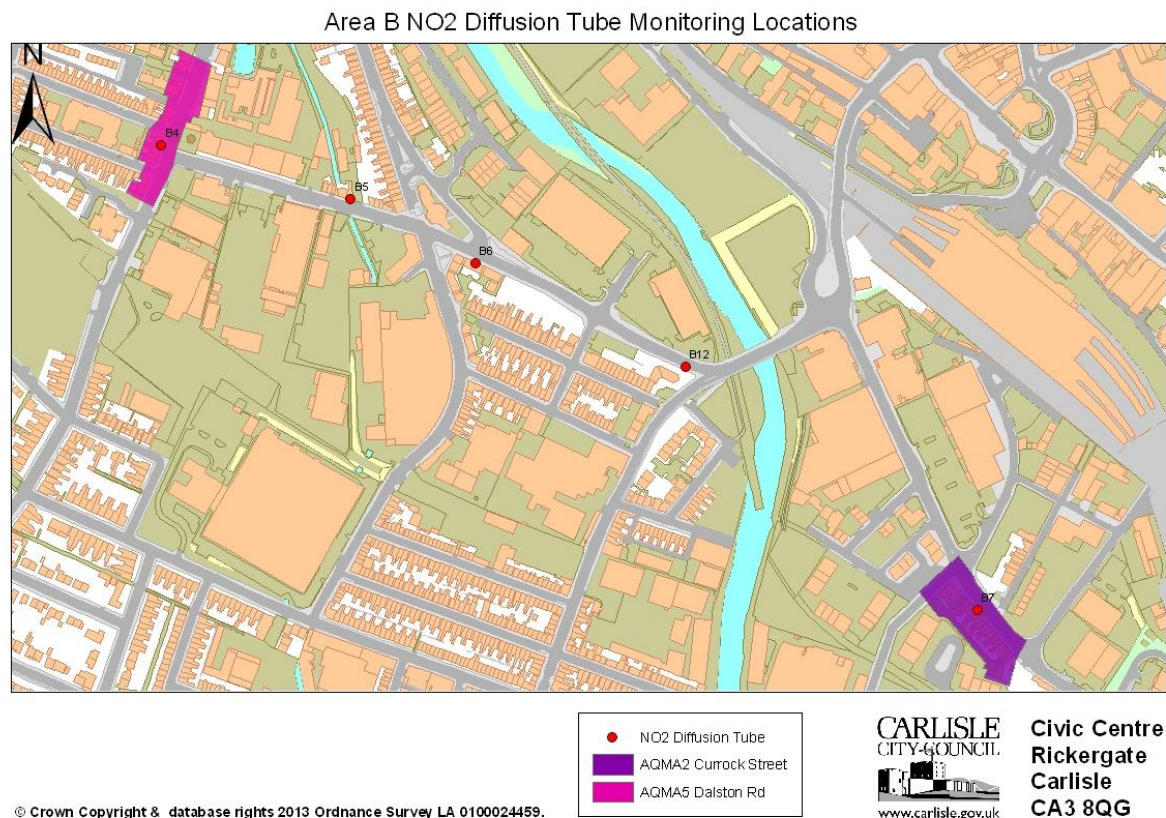 Area B NO2 Diffusion Tube Monitoring Locations
N
B4
B5
B6
B12
B7
NO2 Diffusion Tube
AQMA2 Currock Street
AQMA5 Dalston Rd
CARLISLE
CITY-COUNCIL
www.carlisle.gov.uk
Civic Centre
Rickergate
Carlisle
CA3 8QG
© Crown Copyright & database rights 2013 Ordnance Survey LA 0100024459.